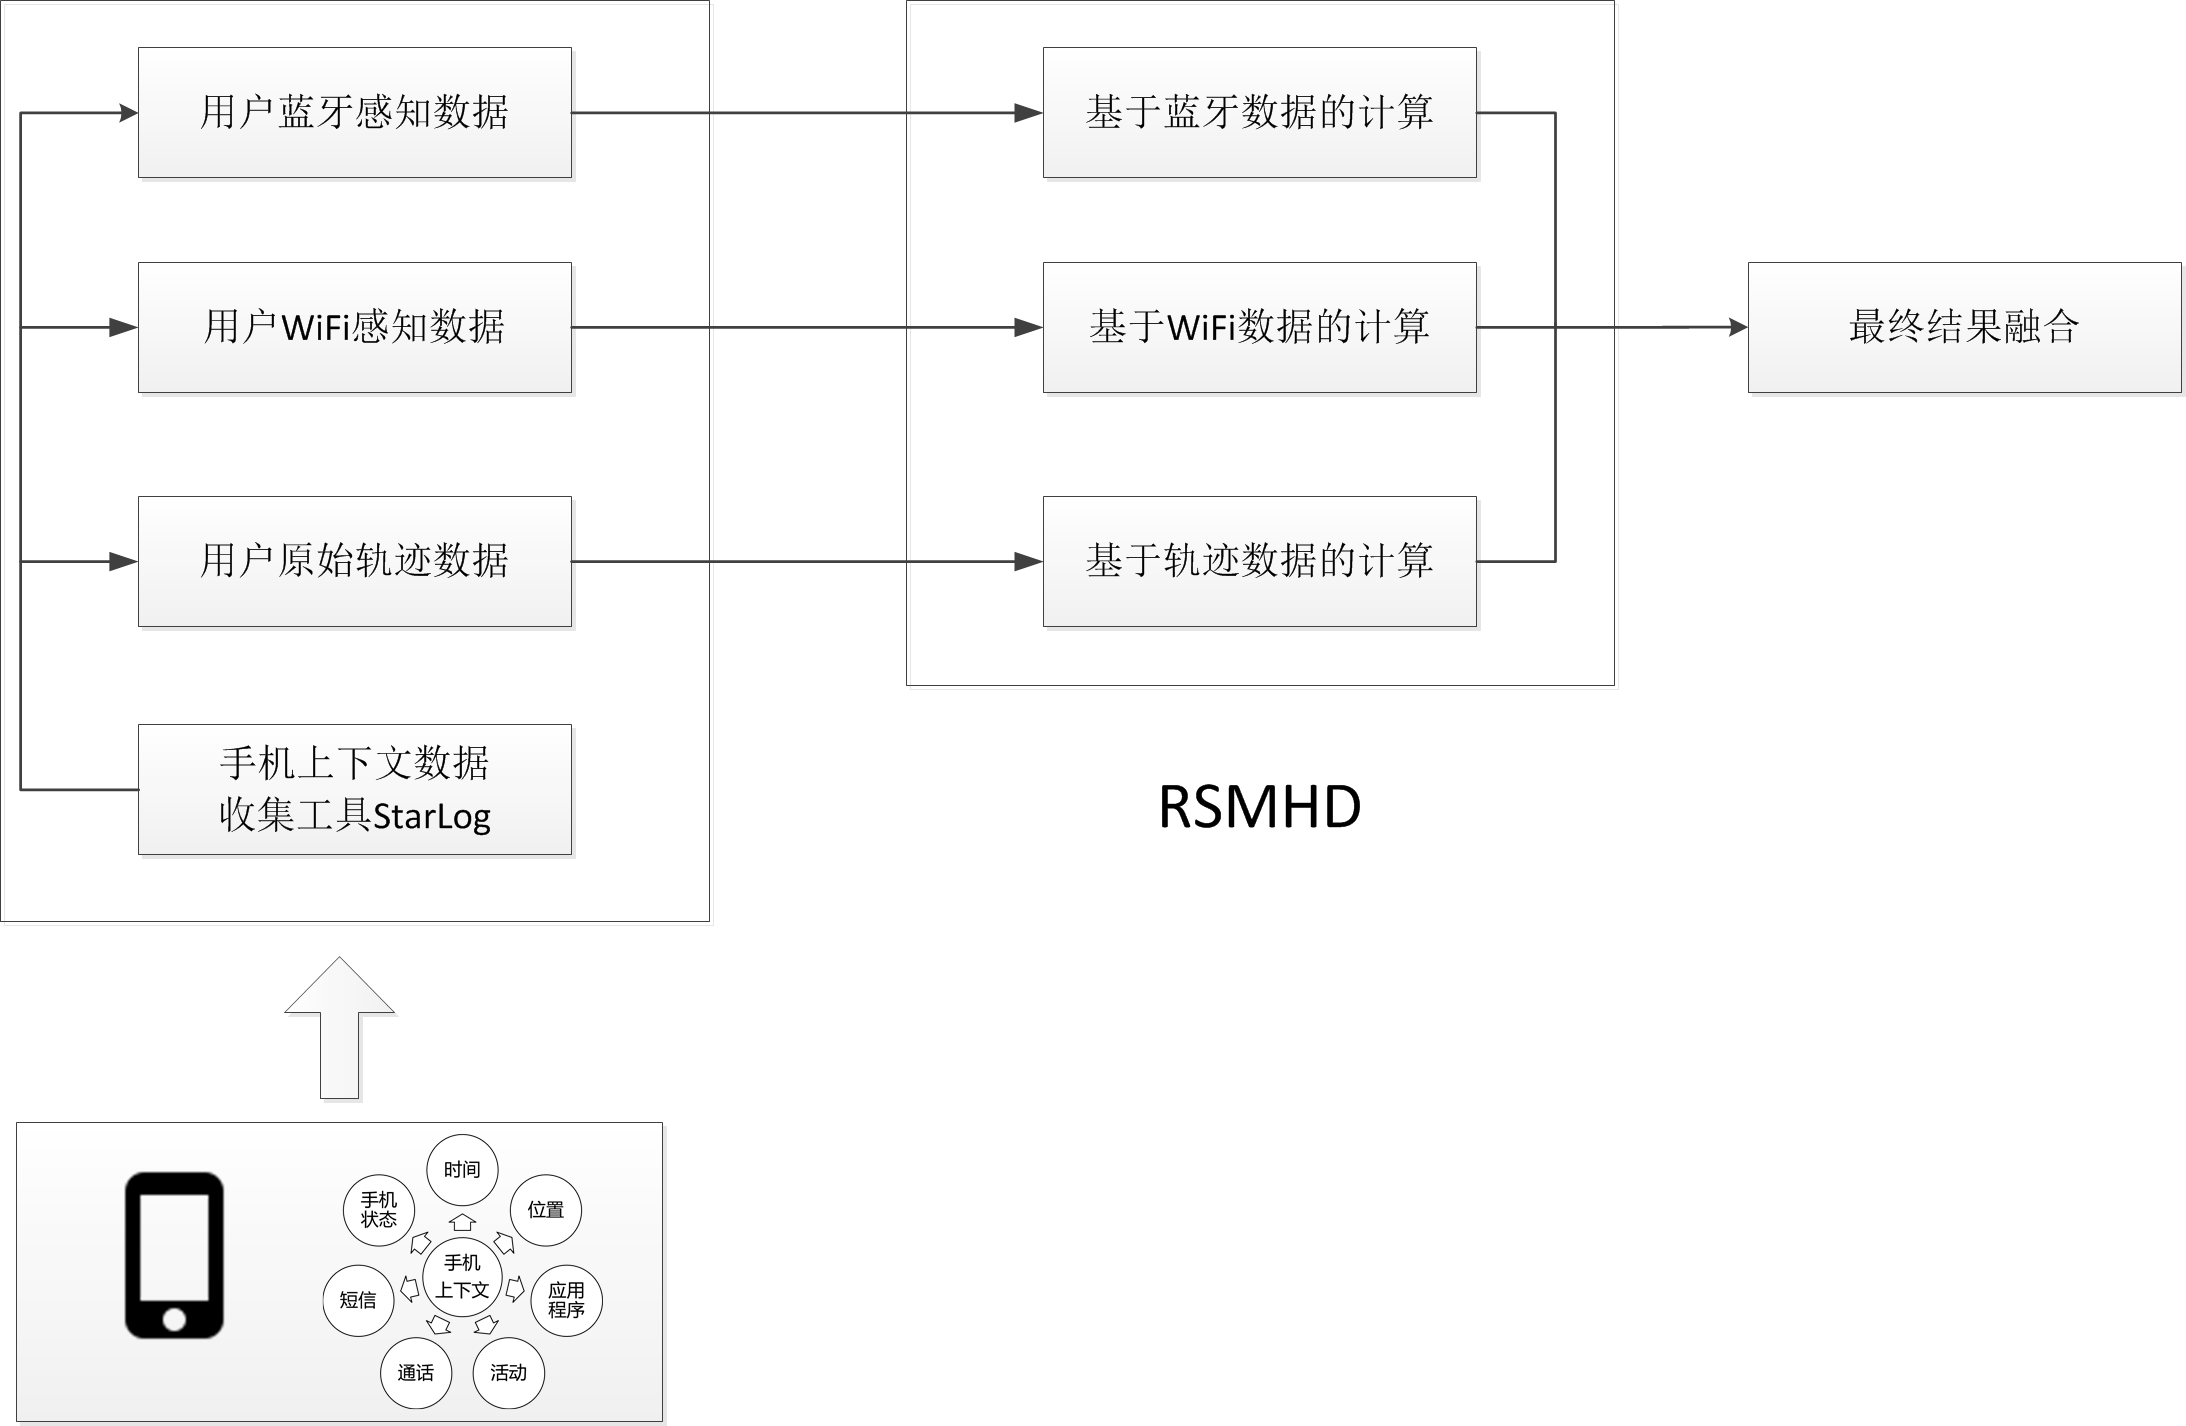 用户蓝牙感知数据
基于蓝牙数据的计算
用户WiFi感知数据
基于WiFi数据的计算
最终结果融合
用户原始轨迹数据
基于轨迹数据的计算
手机上下文数据
收集工具StarLog
RSMHD
时间
手机
状态
位置
手机
上下文
短信
应用
程序
通话
活动